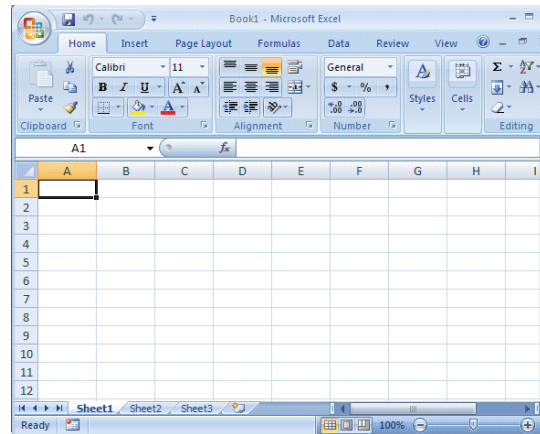 Book1 - Microsoft Excel
Home Insert Page Layout Formulas Data Review View
Calibri 11 General
Paste B I U A A $ % , Styles Cells Σ
A .00 .00
Clipboard Font Alignment Number Editing
A1 fx
A B C D E F G H I
1
2
3
4
5
6
7
8
9
10
11
12
Sheet1 Sheet2 Sheet3
Ready 100%